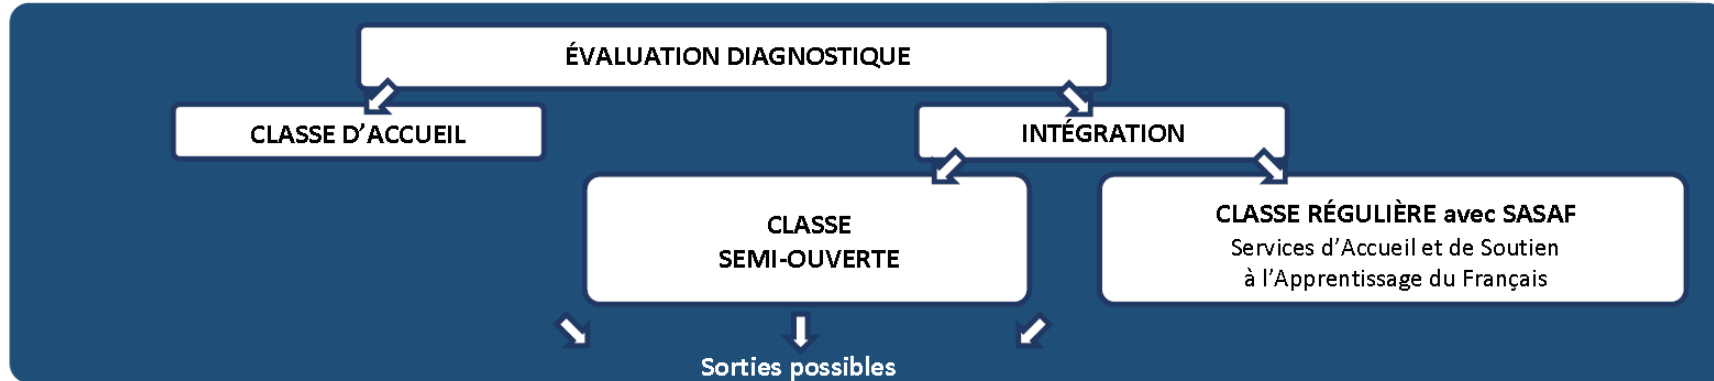 ÉVALUATION DIAGNOSTIQUE
CLASSE D’ACCUEIL
INTÉGRATION
CLASSE
SEMI-OUVERTE
CLASSE RÉGULIÈRE avec SASAF
Services d’Accueil et de Soutien
à l’Apprentissage du Français
Sorties possibles